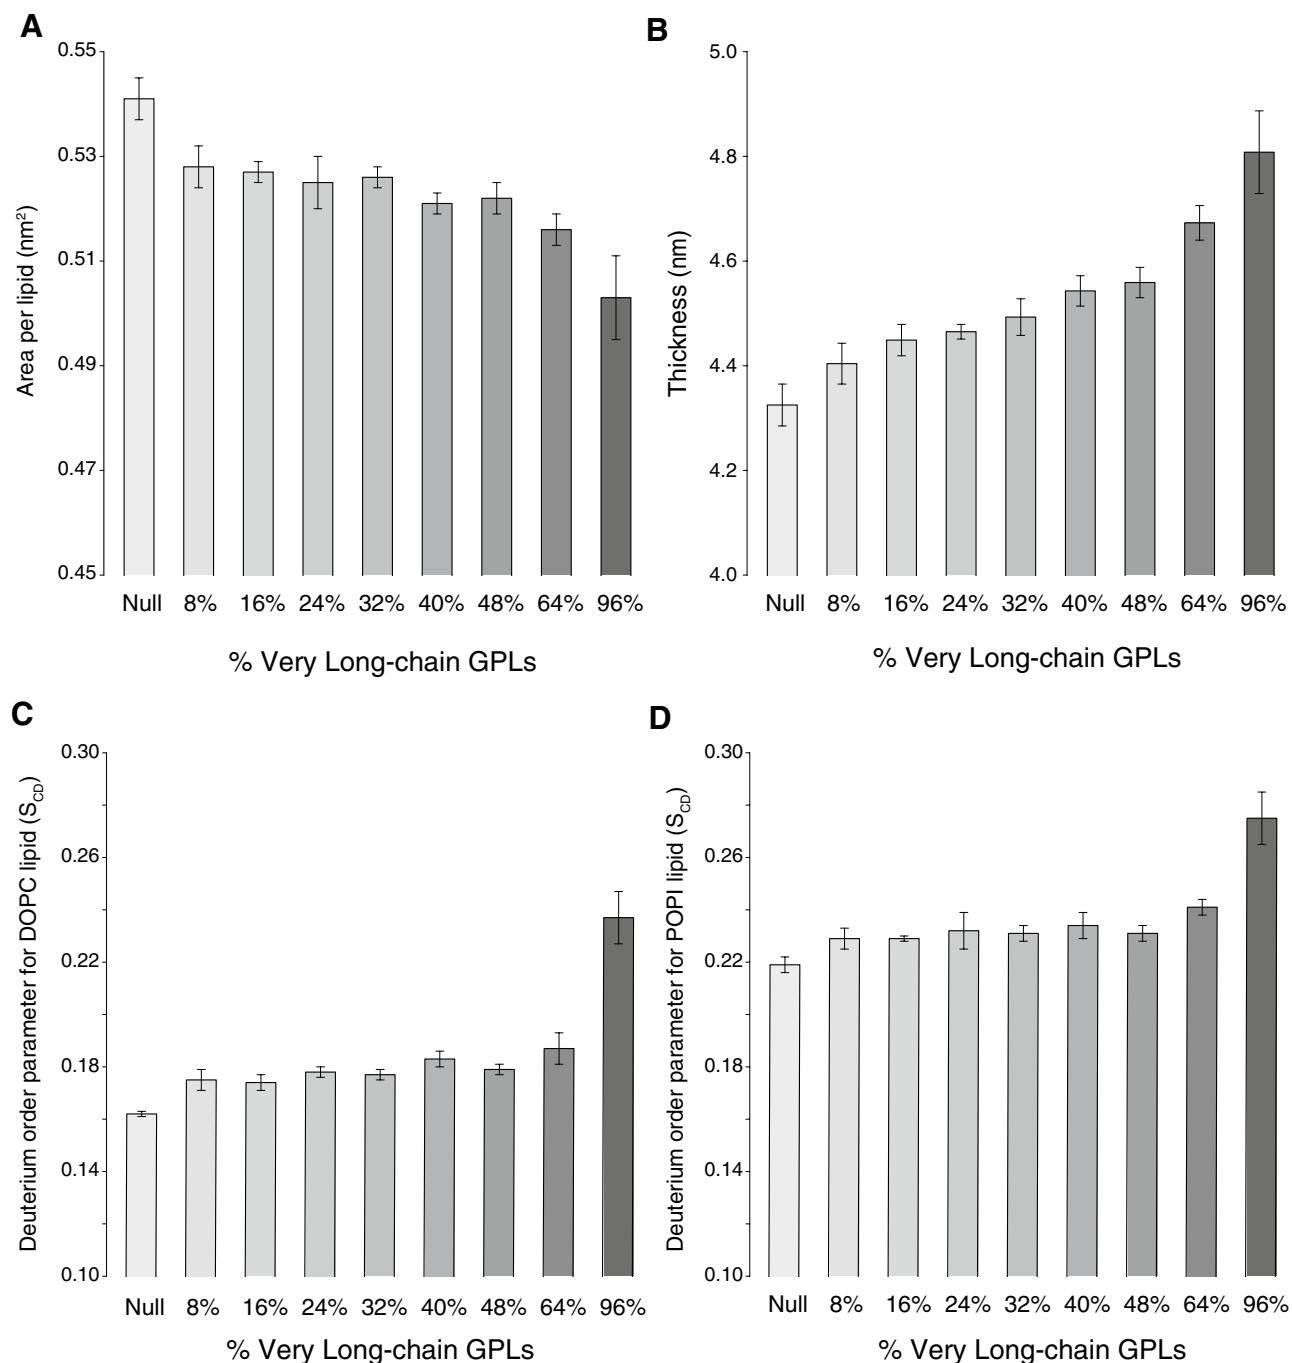 A
0.55
0.53
0.51
0.49
0.47
0.45
Area per lipid (nm²)
Null 8% 16% 24% 32% 40% 48% 64% 96%
% Very Long-chain GPLs
B
5.0
4.8
4.6
4.4
4.2
4.0
Thickness (nm)
Null 8% 16% 24% 32% 40% 48% 64% 96%
% Very Long-chain GPLs
C
0.30
0.26
0.22
0.18
0.14
0.10
Deuterium order parameter for DOPC lipid (S_CD)
Null 8% 16% 24% 32% 40% 48% 64% 96%
% Very Long-chain GPLs
D
0.30
0.26
0.22
0.18
0.14
0.10
Deuterium order parameter for POPI lipid (S_CD)
Null 8% 16% 24% 32% 40% 48% 64% 96%
% Very Long-chain GPLs